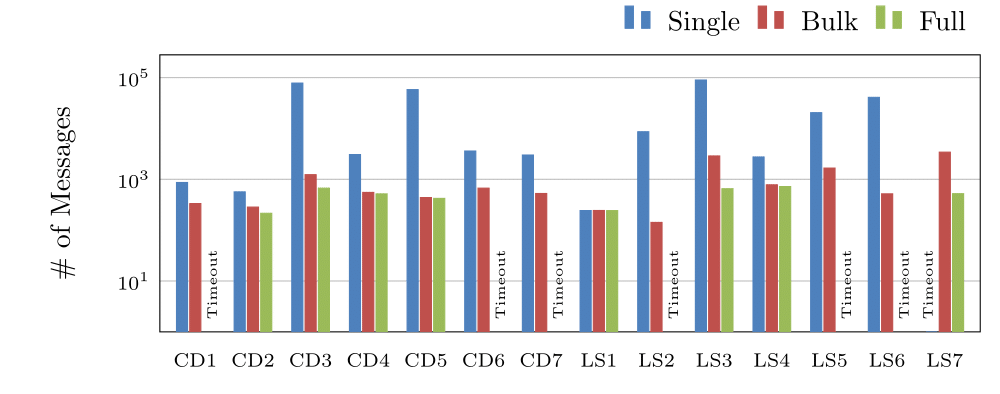 Single Bulk Full
# of Messages
10^5
10^3
10^1
Timeout
Timeout
Timeout
Timeout
Timeout
Timeout
Timeout
CD1 CD2 CD3 CD4 CD5 CD6 CD7 LS1 LS2 LS3 LS4 LS5 LS6 LS7